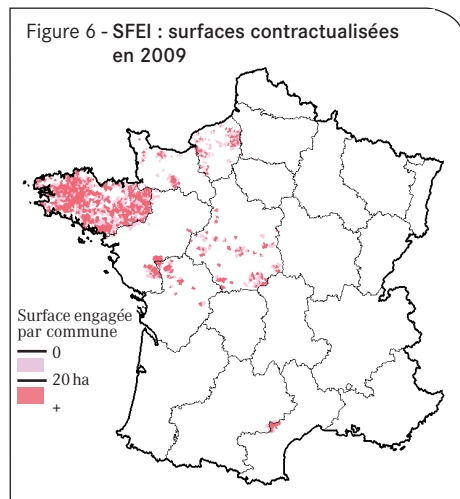 Figure 6 - SFEI : surfaces contractualisées
en 2009
Surface engagée
par commune
0
20 ha
+